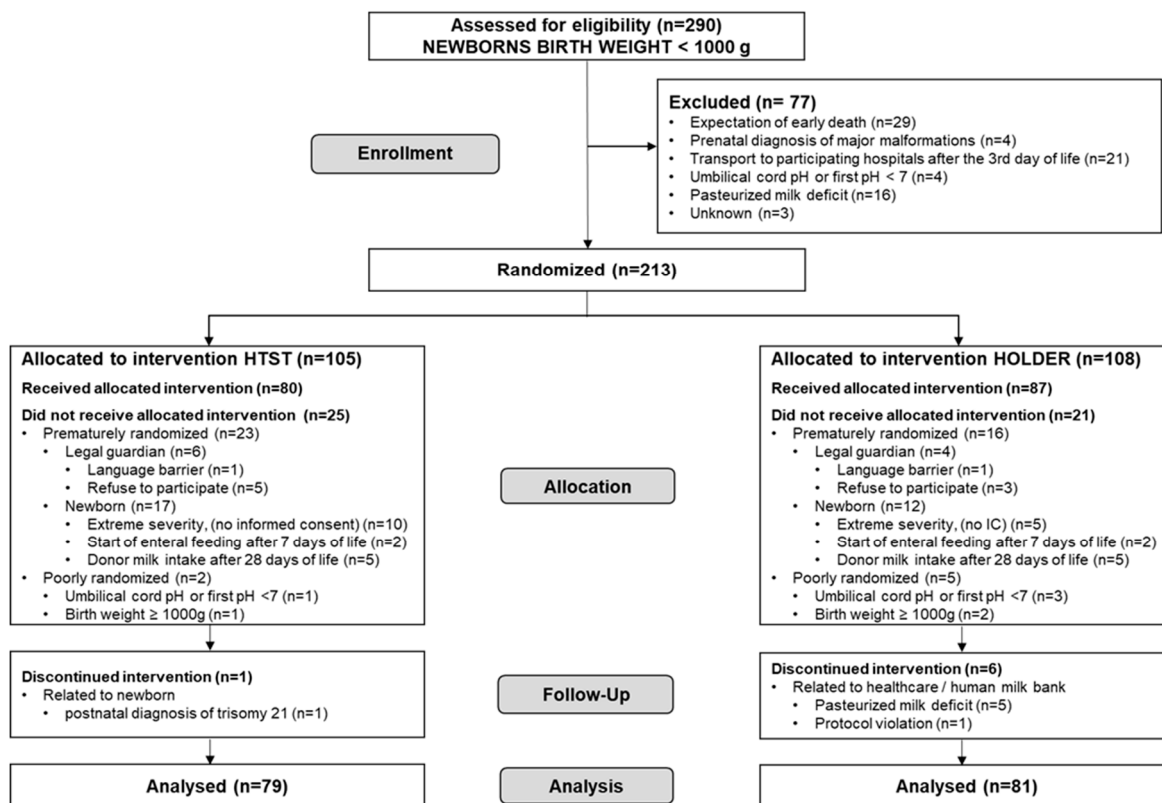 Assessed for eligibility (n=290)
NEWBORNS BIRTH WEIGHT < 1000 g
Excluded (n= 77)
• Expectation of early death (n=29)
• Prenatal diagnosis of major malformations (n=4)
• Transport to participating hospitals after the 3rd day of life (n=21)
• Umbilical cord pH or first pH < 7 (n=4)
• Pasteurized milk deficit (n=16)
• Unknown (n=3)
Enrollment
Randomized (n=213)
Allocated to intervention HTST (n=105)
Received allocated intervention (n=80)
Did not receive allocated intervention (n=25)
• Prematurely randomized (n=23)
• Legal guardian (n=6)
• Language barrier (n=1)
• Refuse to participate (n=5)
• Newborn (n=17)
• Extreme severity, (no informed consent) (n=10)
• Start of enteral feeding after 7 days of life (n=2)
• Donor milk intake after 28 days of life (n=5)
• Poorly randomized (n=2)
• Umbilical cord pH or first pH <7 (n=1)
• Birth weight ≥ 1000g (n=1)
Allocation
Allocated to intervention HOLDER (n=108)
Received allocated intervention (n=87)
Did not receive allocated intervention (n=21)
• Prematurely randomized (n=16)
• Legal guardian (n=4)
• Language barrier (n=1)
• Refuse to participate (n=3)
• Newborn (n=12)
• Extreme severity, (no IC) (n=5)
• Start of enteral feeding after 7 days of life (n=2)
• Donor milk intake after 28 days of life (n=5)
• Poorly randomized (n=5)
• Umbilical cord pH or first pH <7 (n=3)
• Birth weight ≥ 1000g (n=2)
Discontinued intervention (n=1)
• Related to newborn
• postnatal diagnosis of trisomy 21 (n=1)
Follow-Up
Discontinued intervention (n=6)
• Related to healthcare / human milk bank
• Pasteurized milk deficit (n=5)
• Protocol violation (n=1)
Analysed (n=79)
Analysis
Analysed (n=81)